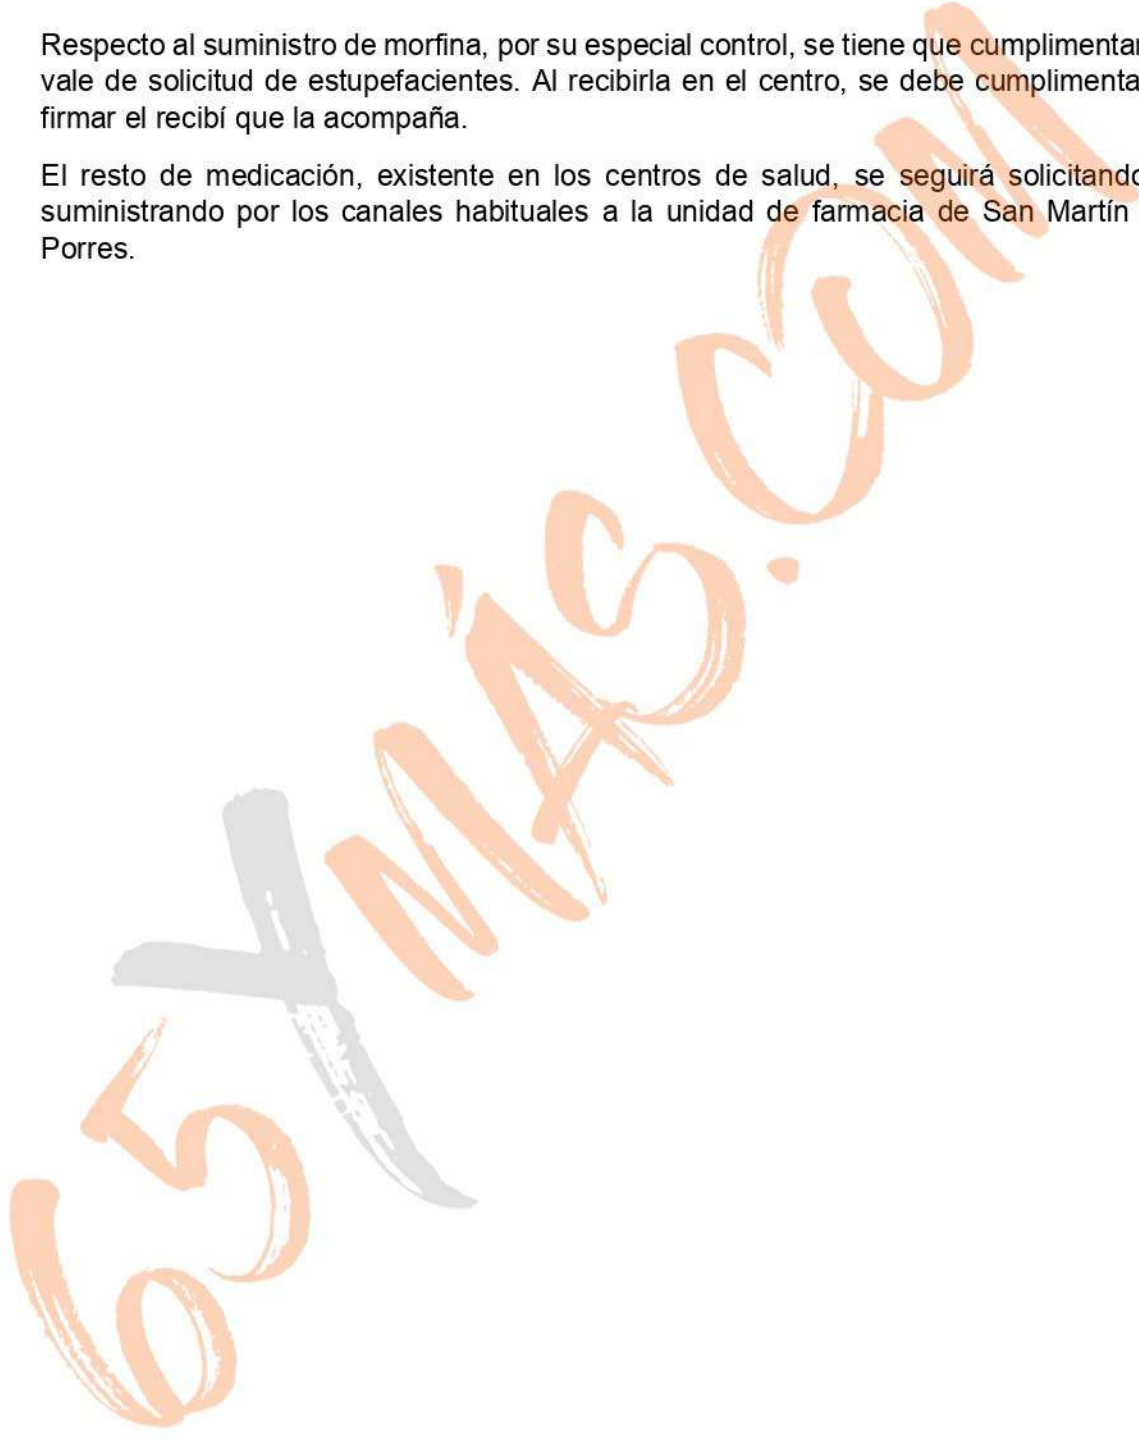 Respecto al suministro de morfina, por su especial control, se tiene que cumplimentar
vale de solicitud de estupefacientes. Al recibirla en el centro, se debe cumplimenta
firmar el recibí que la acompaña.
El resto de medicación, existente en los centros de salud, se seguirá solicitando
suministrando por los canales habituales a la unidad de farmacia de San Martín
Porres.
65YMÁS.COM